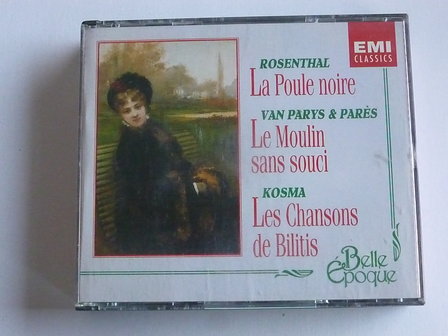 EMI
CLASSICS
ROSENTHAL
La Poule noire
VAN PARYS & PARÈS
Le Moulin
sans souci
KOSMA
Les Chansons
de Bilitis
Belle
Époque